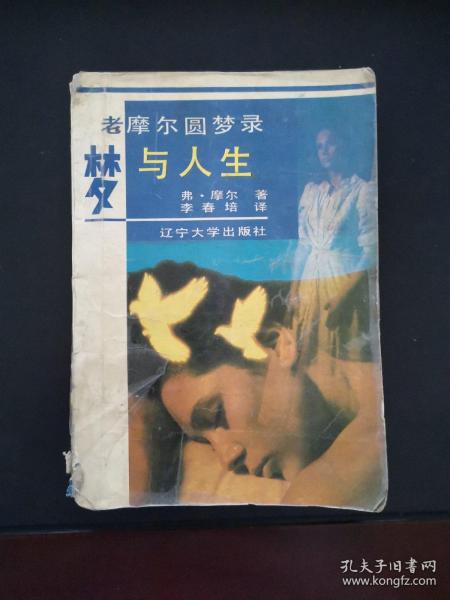 老摩尔圆梦录
梦与人生
弗·摩尔 著
李春培 译
辽宁大学出版社
孔夫子旧书网
www.kongfz.com